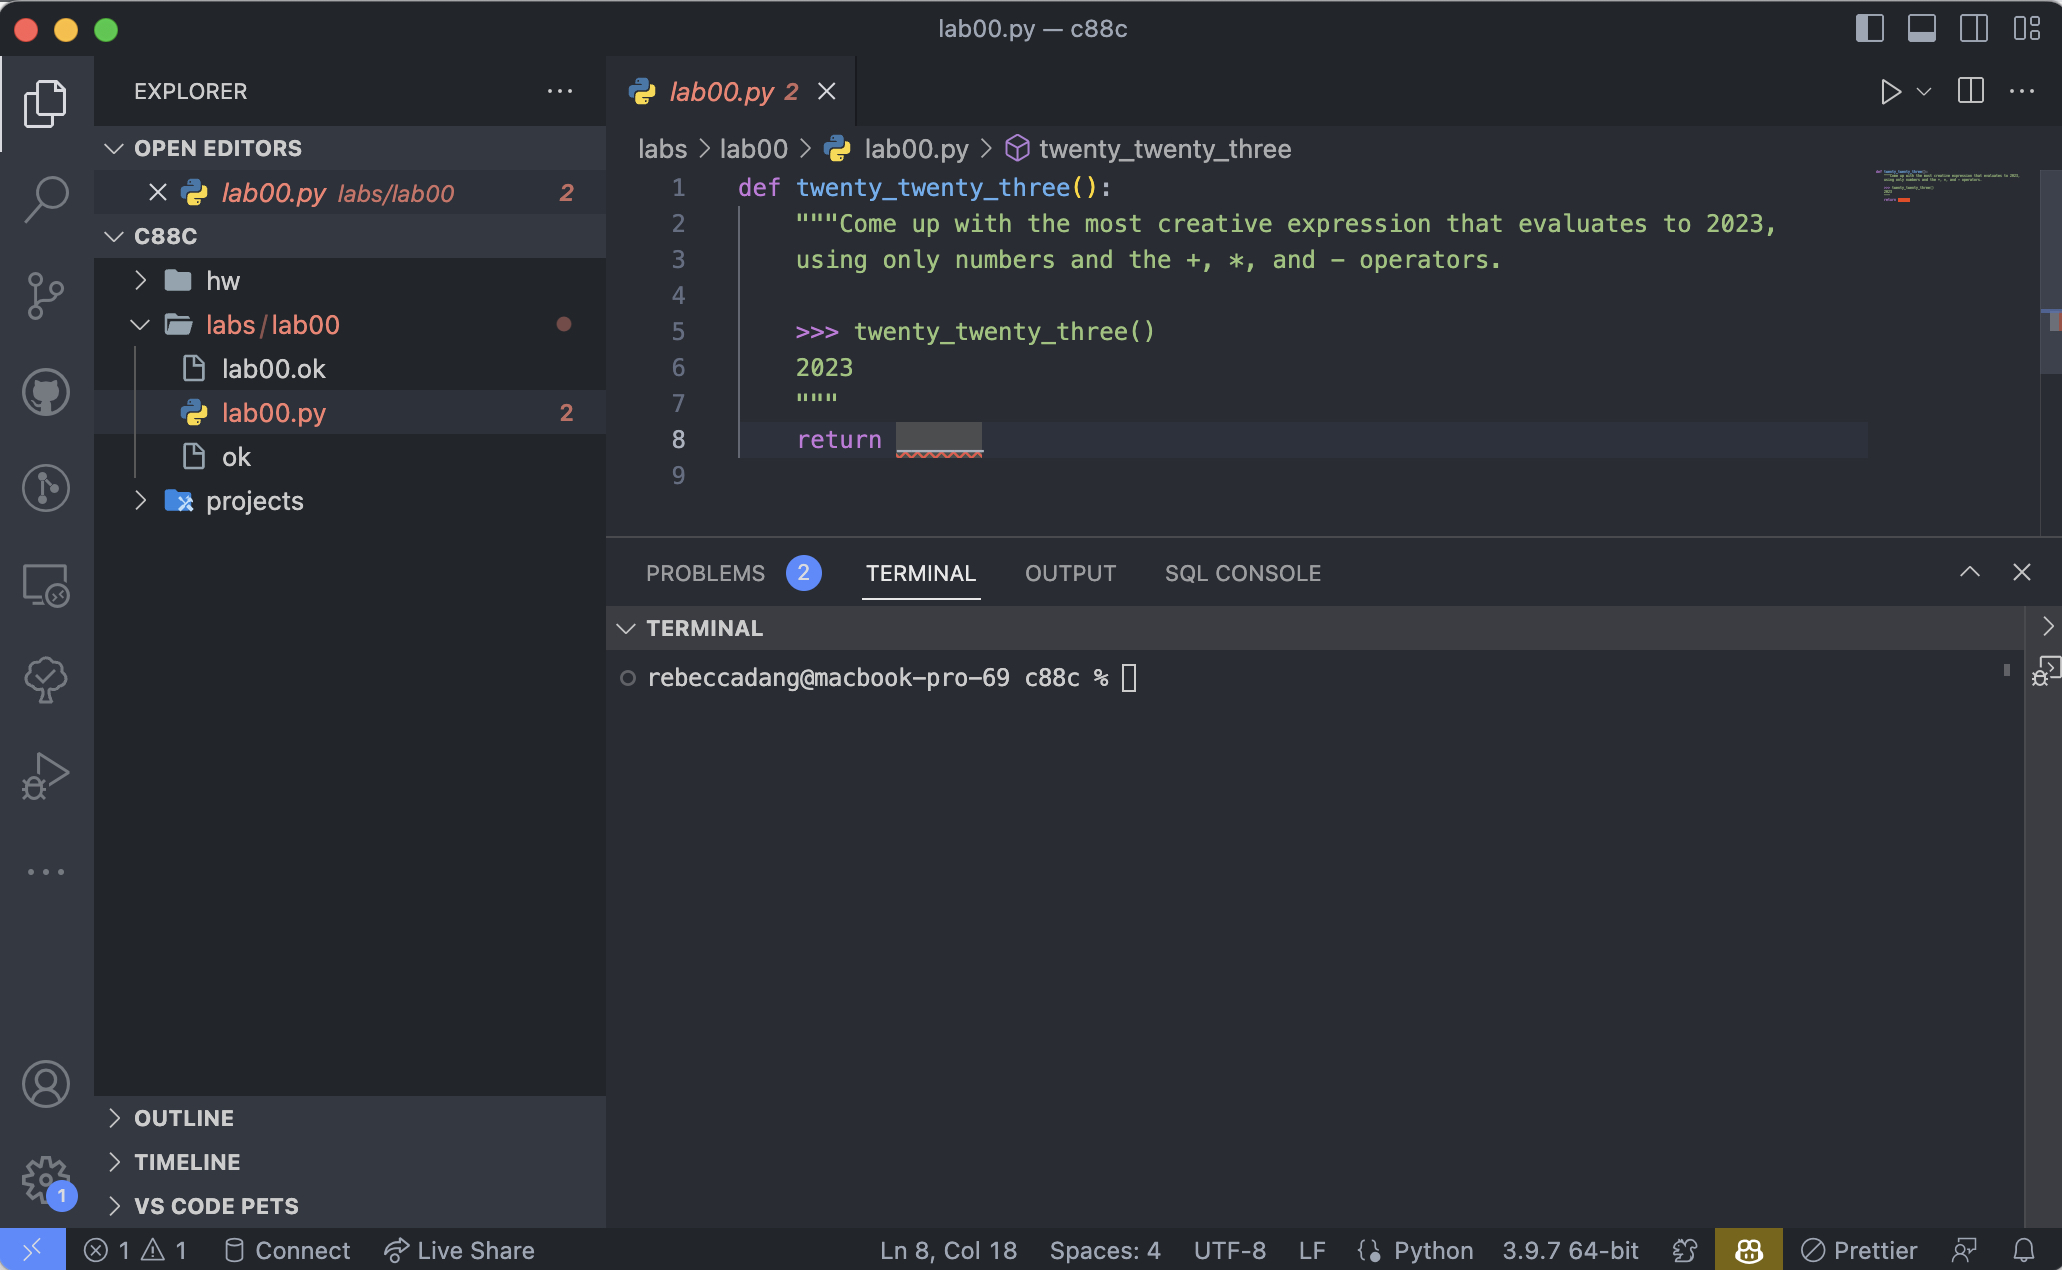 lab00.py — c88c
EXPLORER
OPEN EDITORS
lab00.py labs/lab00 2
C88C
hw
labs/lab00
lab00.ok
lab00.py 2
ok
projects
OUTLINE
TIMELINE
VS CODE PETS
1
lab00.py 2
labs > lab00 > lab00.py > twenty_twenty_three
1 def twenty_twenty_three():
2 """Come up with the most creative expression that evaluates to 2023,
3 using only numbers and the +, *, and - operators.
4
5 >>> twenty_twenty_three()
6 2023
7 """
8 return ______
9
PROBLEMS 2 TERMINAL OUTPUT SQL CONSOLE
TERMINAL
rebeccadang@macbook-pro-69 c88c %
1 1 Connect Live Share Ln 8, Col 18 Spaces: 4 UTF-8 LF Python 3.9.7 64-bit Prettier